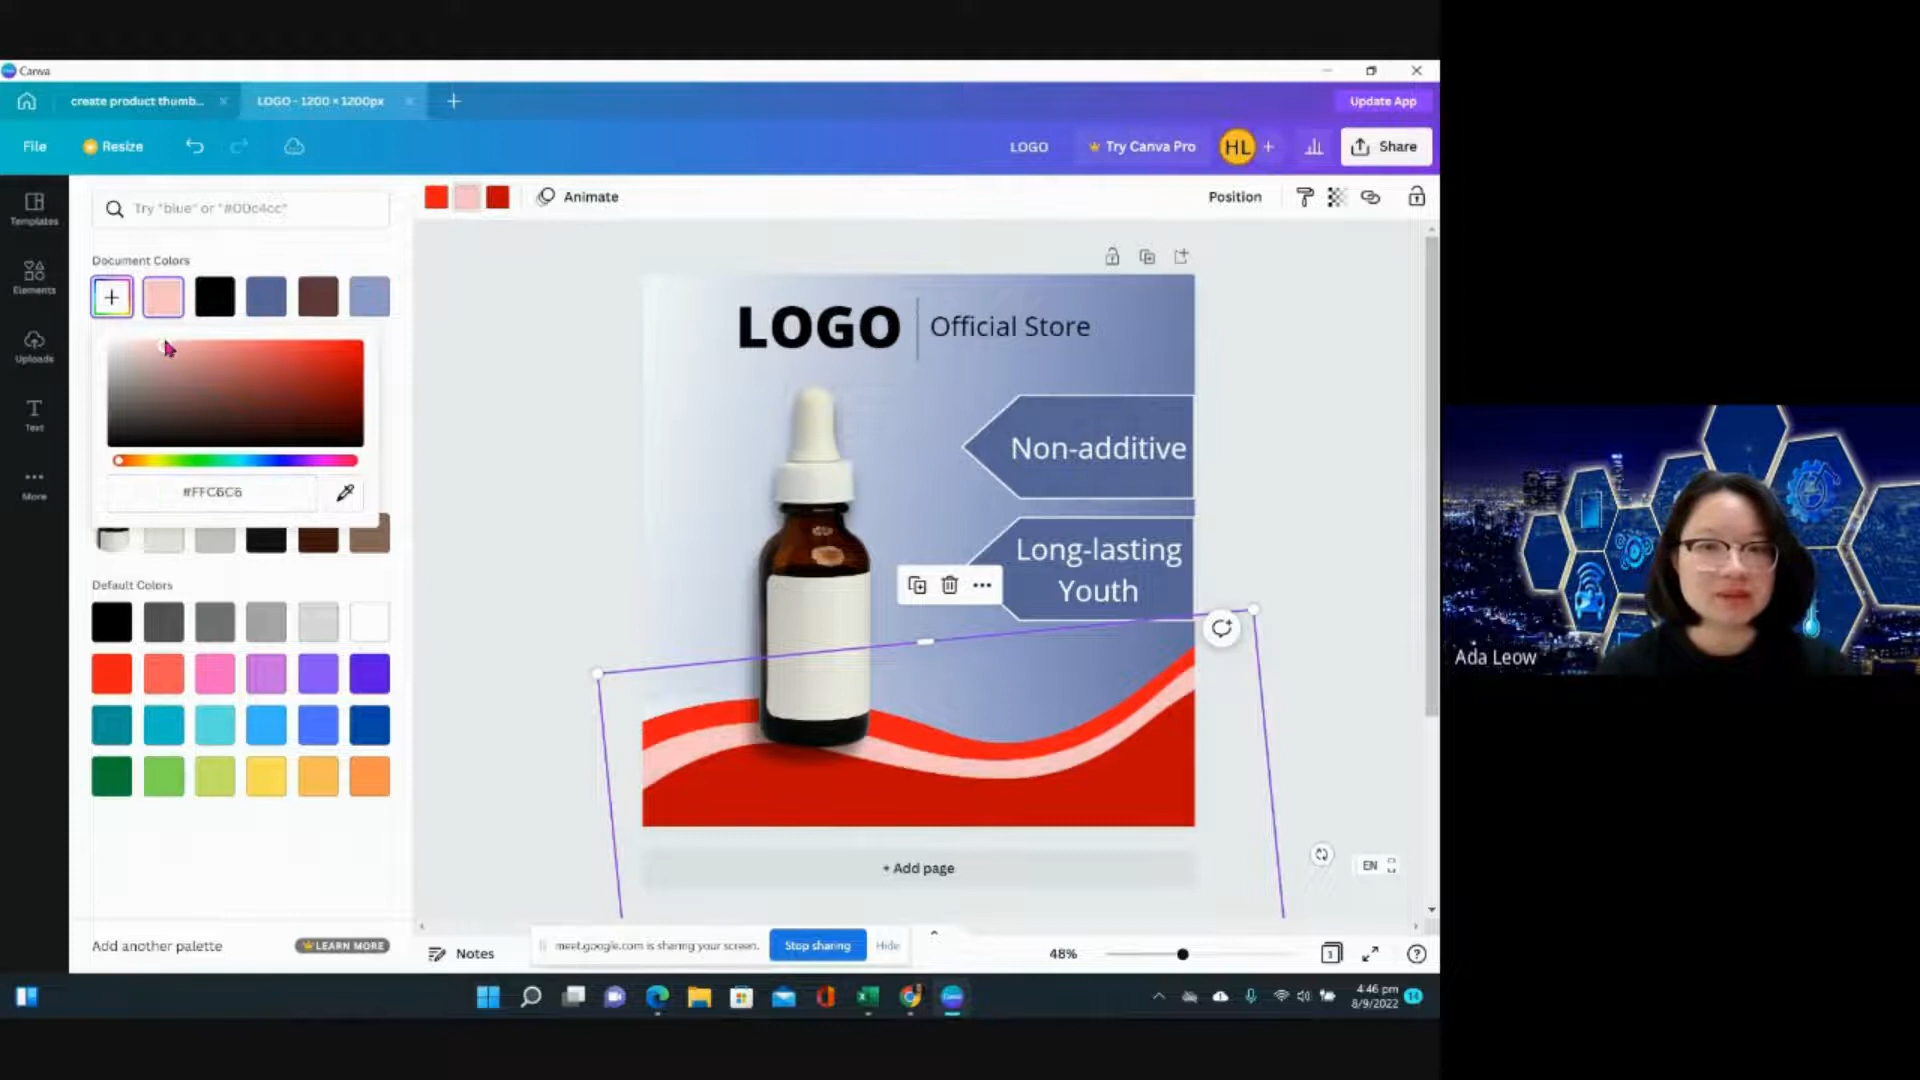 Canva
create product thumb...
LOGO - 1200 × 1200px
Update App
File
Resize
LOGO
Try Canva Pro
HL
Share
Templates
Elements
Uploads
Text
More
Try "blue" or "#00c4cc"
Animate
Position
Document Colors
#FFC6C6
Default Colors
Add another palette
LEARN MORE
LOGO
Official Store
Non-additive
Long-lasting
Youth
+ Add page
EN
Notes
meet.google.com is sharing your screen.
Stop sharing
Hide
48%
1
4:46 pm
8/9/2022
14
Ada Leow